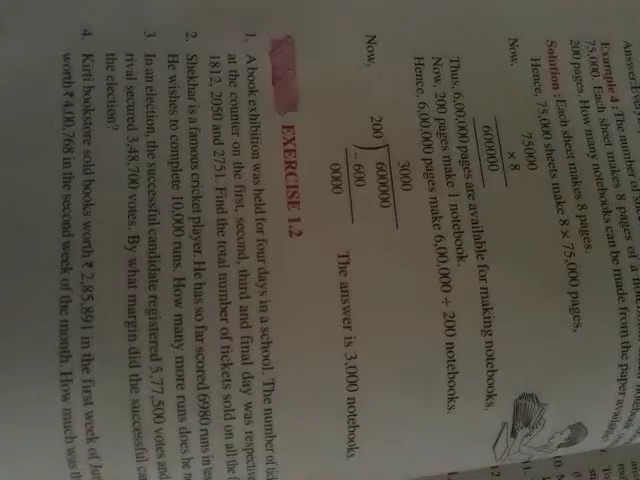 Example 4 : The number of
75,000. Each sheet makes 8 pages of a
200 pages. How many notebooks can be made from the paper available
Solution : Each sheet makes 8 pages.
Hence, 75,000 sheets make 8 × 75,000 pages,
Now, 75000
× 8
600000
Thus, 6,00,000 pages are available for making notebooks.
Now, 200 pages make 1 notebook.
Hence, 6,00,000 pages make 6,00,000 ÷ 200 notebooks.
Now,
3000
200 ) 600000
– 600
0000
The answer is 3,000 notebooks.
EXERCISE 1.2
1. A book exhibition was held for four days in a school. The number of
at the counter on the first, second, third and final day was
1812, 2050 and 2751. Find the total number of tickets sold on all the
2. Shekhar is a famous cricket player. He has so far scored 6980 runs in
He wishes to complete 10,000 runs. How many more runs does he
3. In an election, the successful candidate registered 5,77,500 votes and
rival secured 3,48,700 votes. By what margin did the successful
the election?
4. Kirti bookstore sold books worth ₹ 2,85,891 in the first week of
worth ₹ 4,00,768 in the second week of the month. How much was